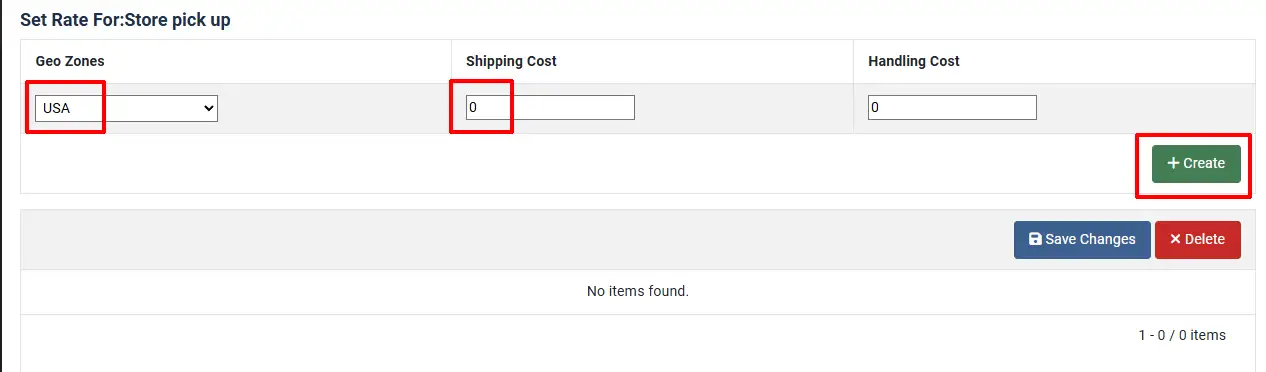 Set Rate For:Store pick up
Geo Zones Shipping Cost Handling Cost
USA 0 0
Create
Save Changes Delete
No items found.
1 - 0 / 0 items